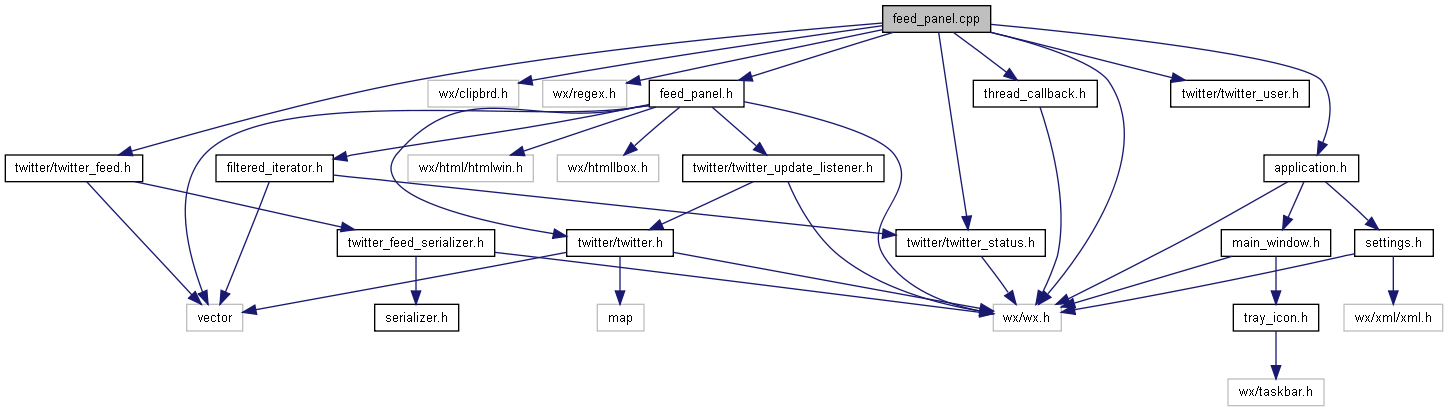 feed_panel.cpp
wx/clipbrd.h
wx/regex.h
feed_panel.h
thread_callback.h
twitter/twitter_user.h
twitter/twitter_feed.h
filtered_iterator.h
wx/html/htmlwin.h
wx/htmllbox.h
twitter/twitter_update_listener.h
application.h
twitter_feed_serializer.h
twitter/twitter.h
twitter/twitter_status.h
main_window.h
settings.h
vector
serializer.h
map
wx/wx.h
tray_icon.h
wx/xml/xml.h
wx/taskbar.h